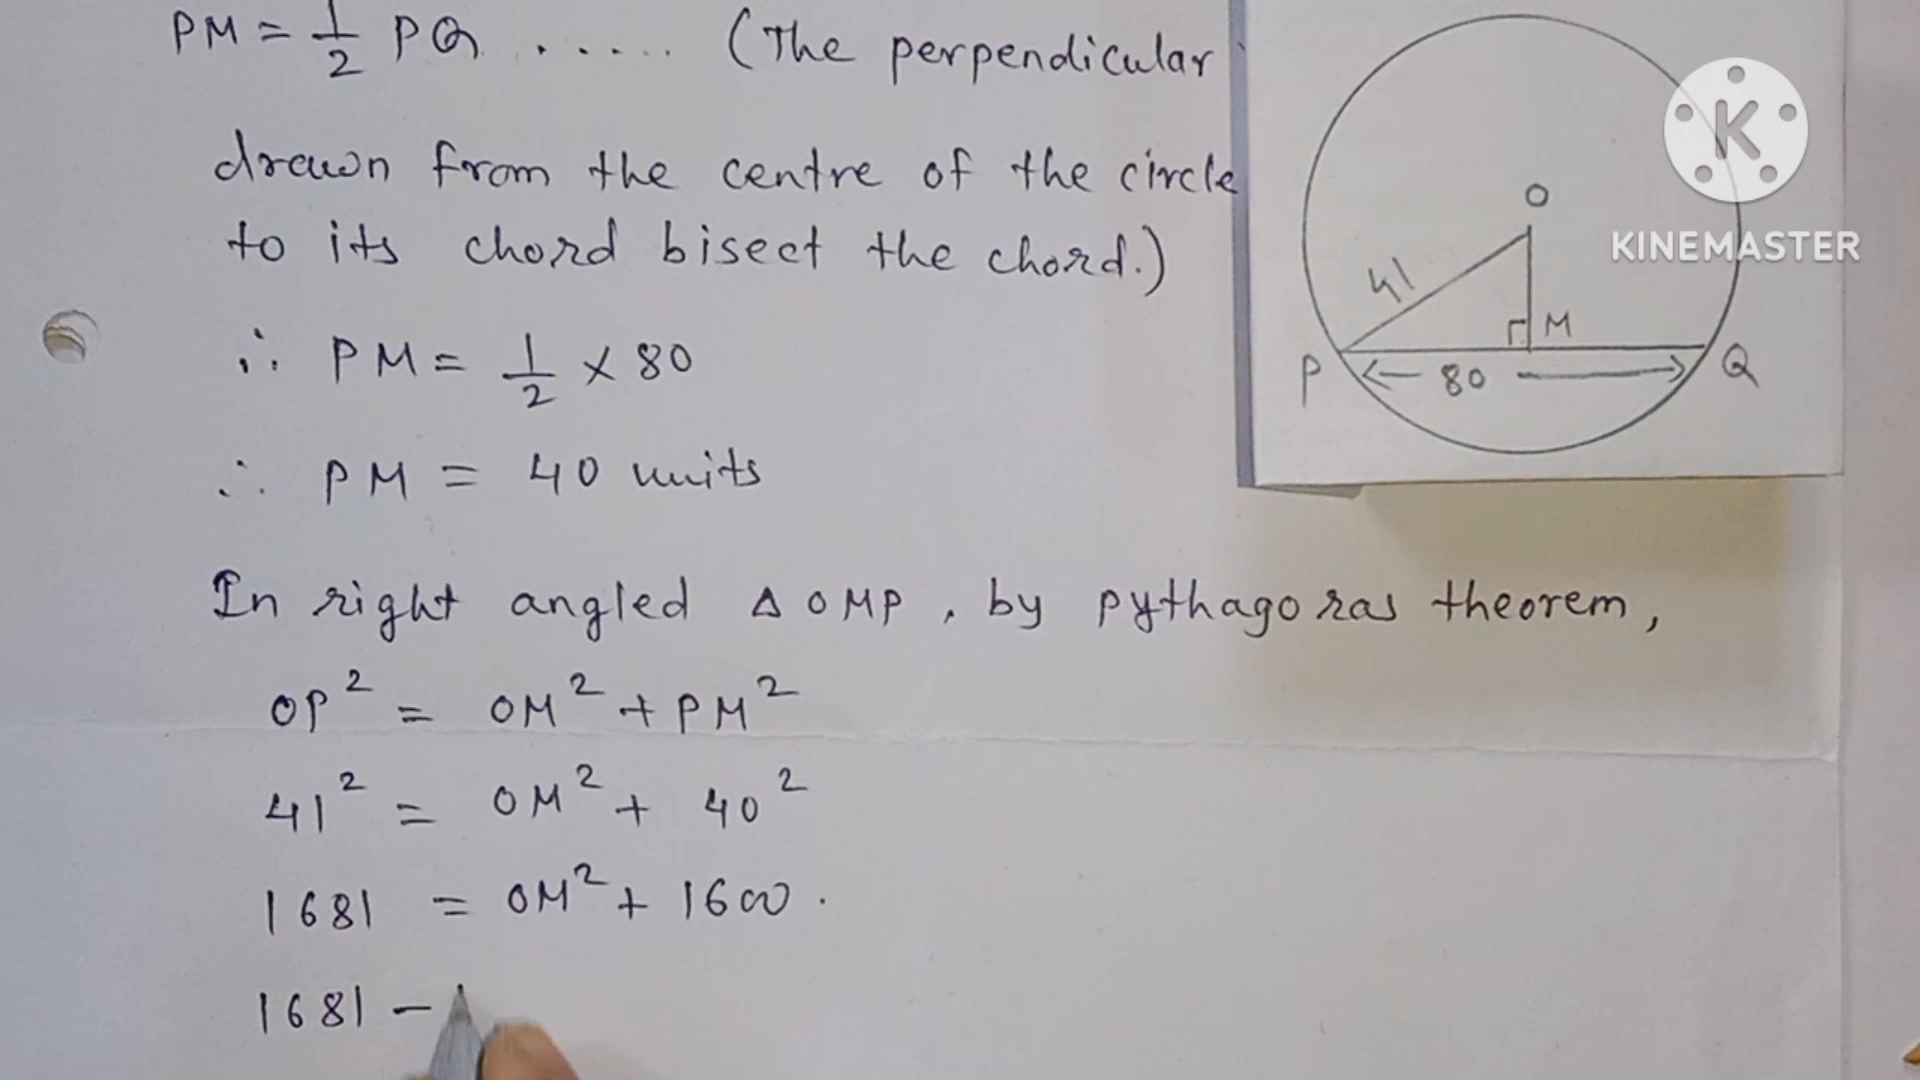 PM = 1/2 PQ ..... (The perpendicular
drawn from the centre of the circle
to its chord bisect the chord.)
∴ PM = 1/2 × 80
∴ PM = 40 units
In right angled Δ OMP, by pythagoras theorem,
OP² = OM² + PM²
41² = OM² + 40²
1681 = OM² + 1600.
1681 -
K
KINEMASTER
O
41
M
P
80
Q